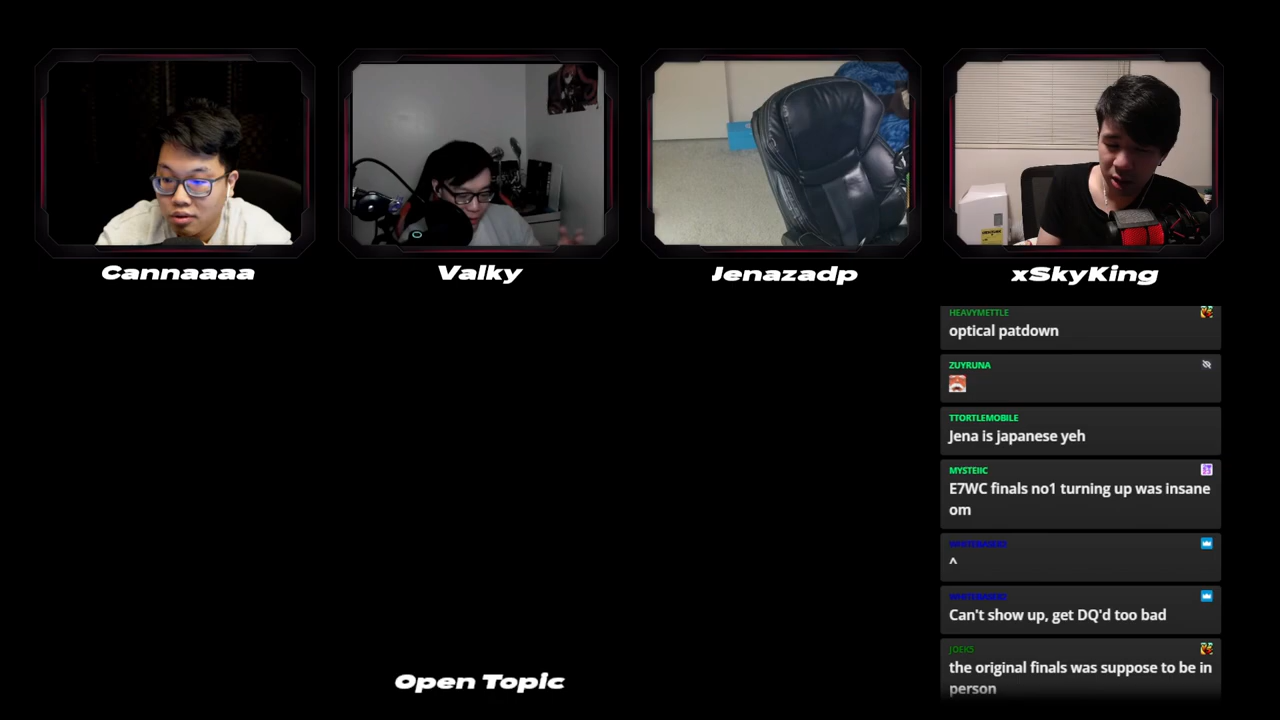 Cannaaaa
Valky
Jenazadp
xSkyKing
HEAVYMETTLE
optical patdown
ZUYRUNA
TTORTLEMOBILE
Jena is japanese yeh
MYSTEIIC
E7WC finals no1 turning up was insane
om
^
Can't show up, get DQ'd too bad
JOEKS
the original finals was suppose to be in
person
Open Topic